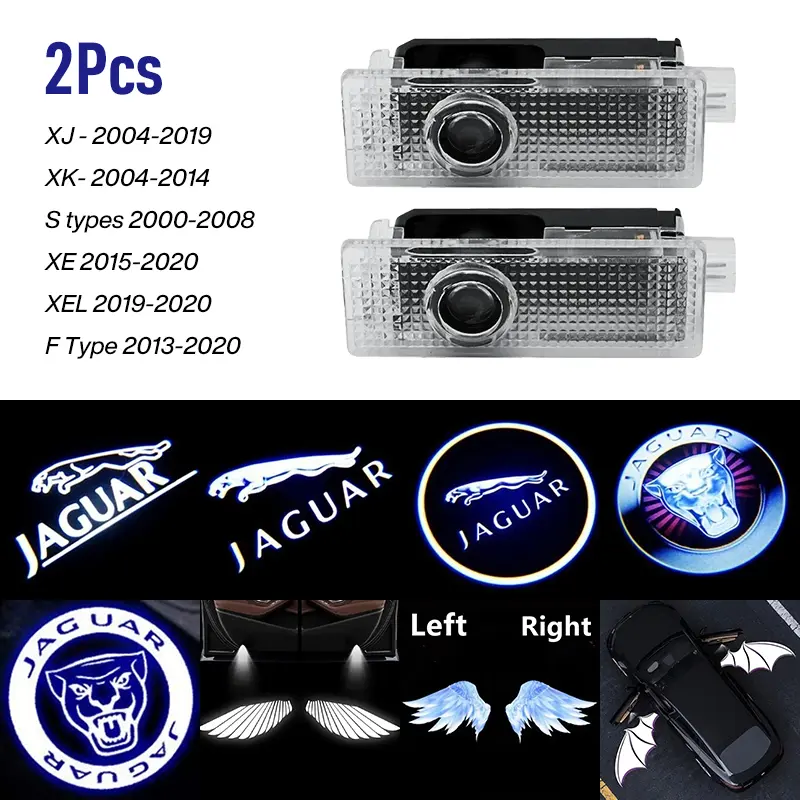 2Pcs
XJ - 2004-2019
XK- 2004-2014
S types 2000-2008
XE 2015-2020
XEL 2019-2020
F Type 2013-2020
JAGUAR
JAGUAR
JAGUAR
JAGUAR
JAGUAR
JAGUAR
Left
Right